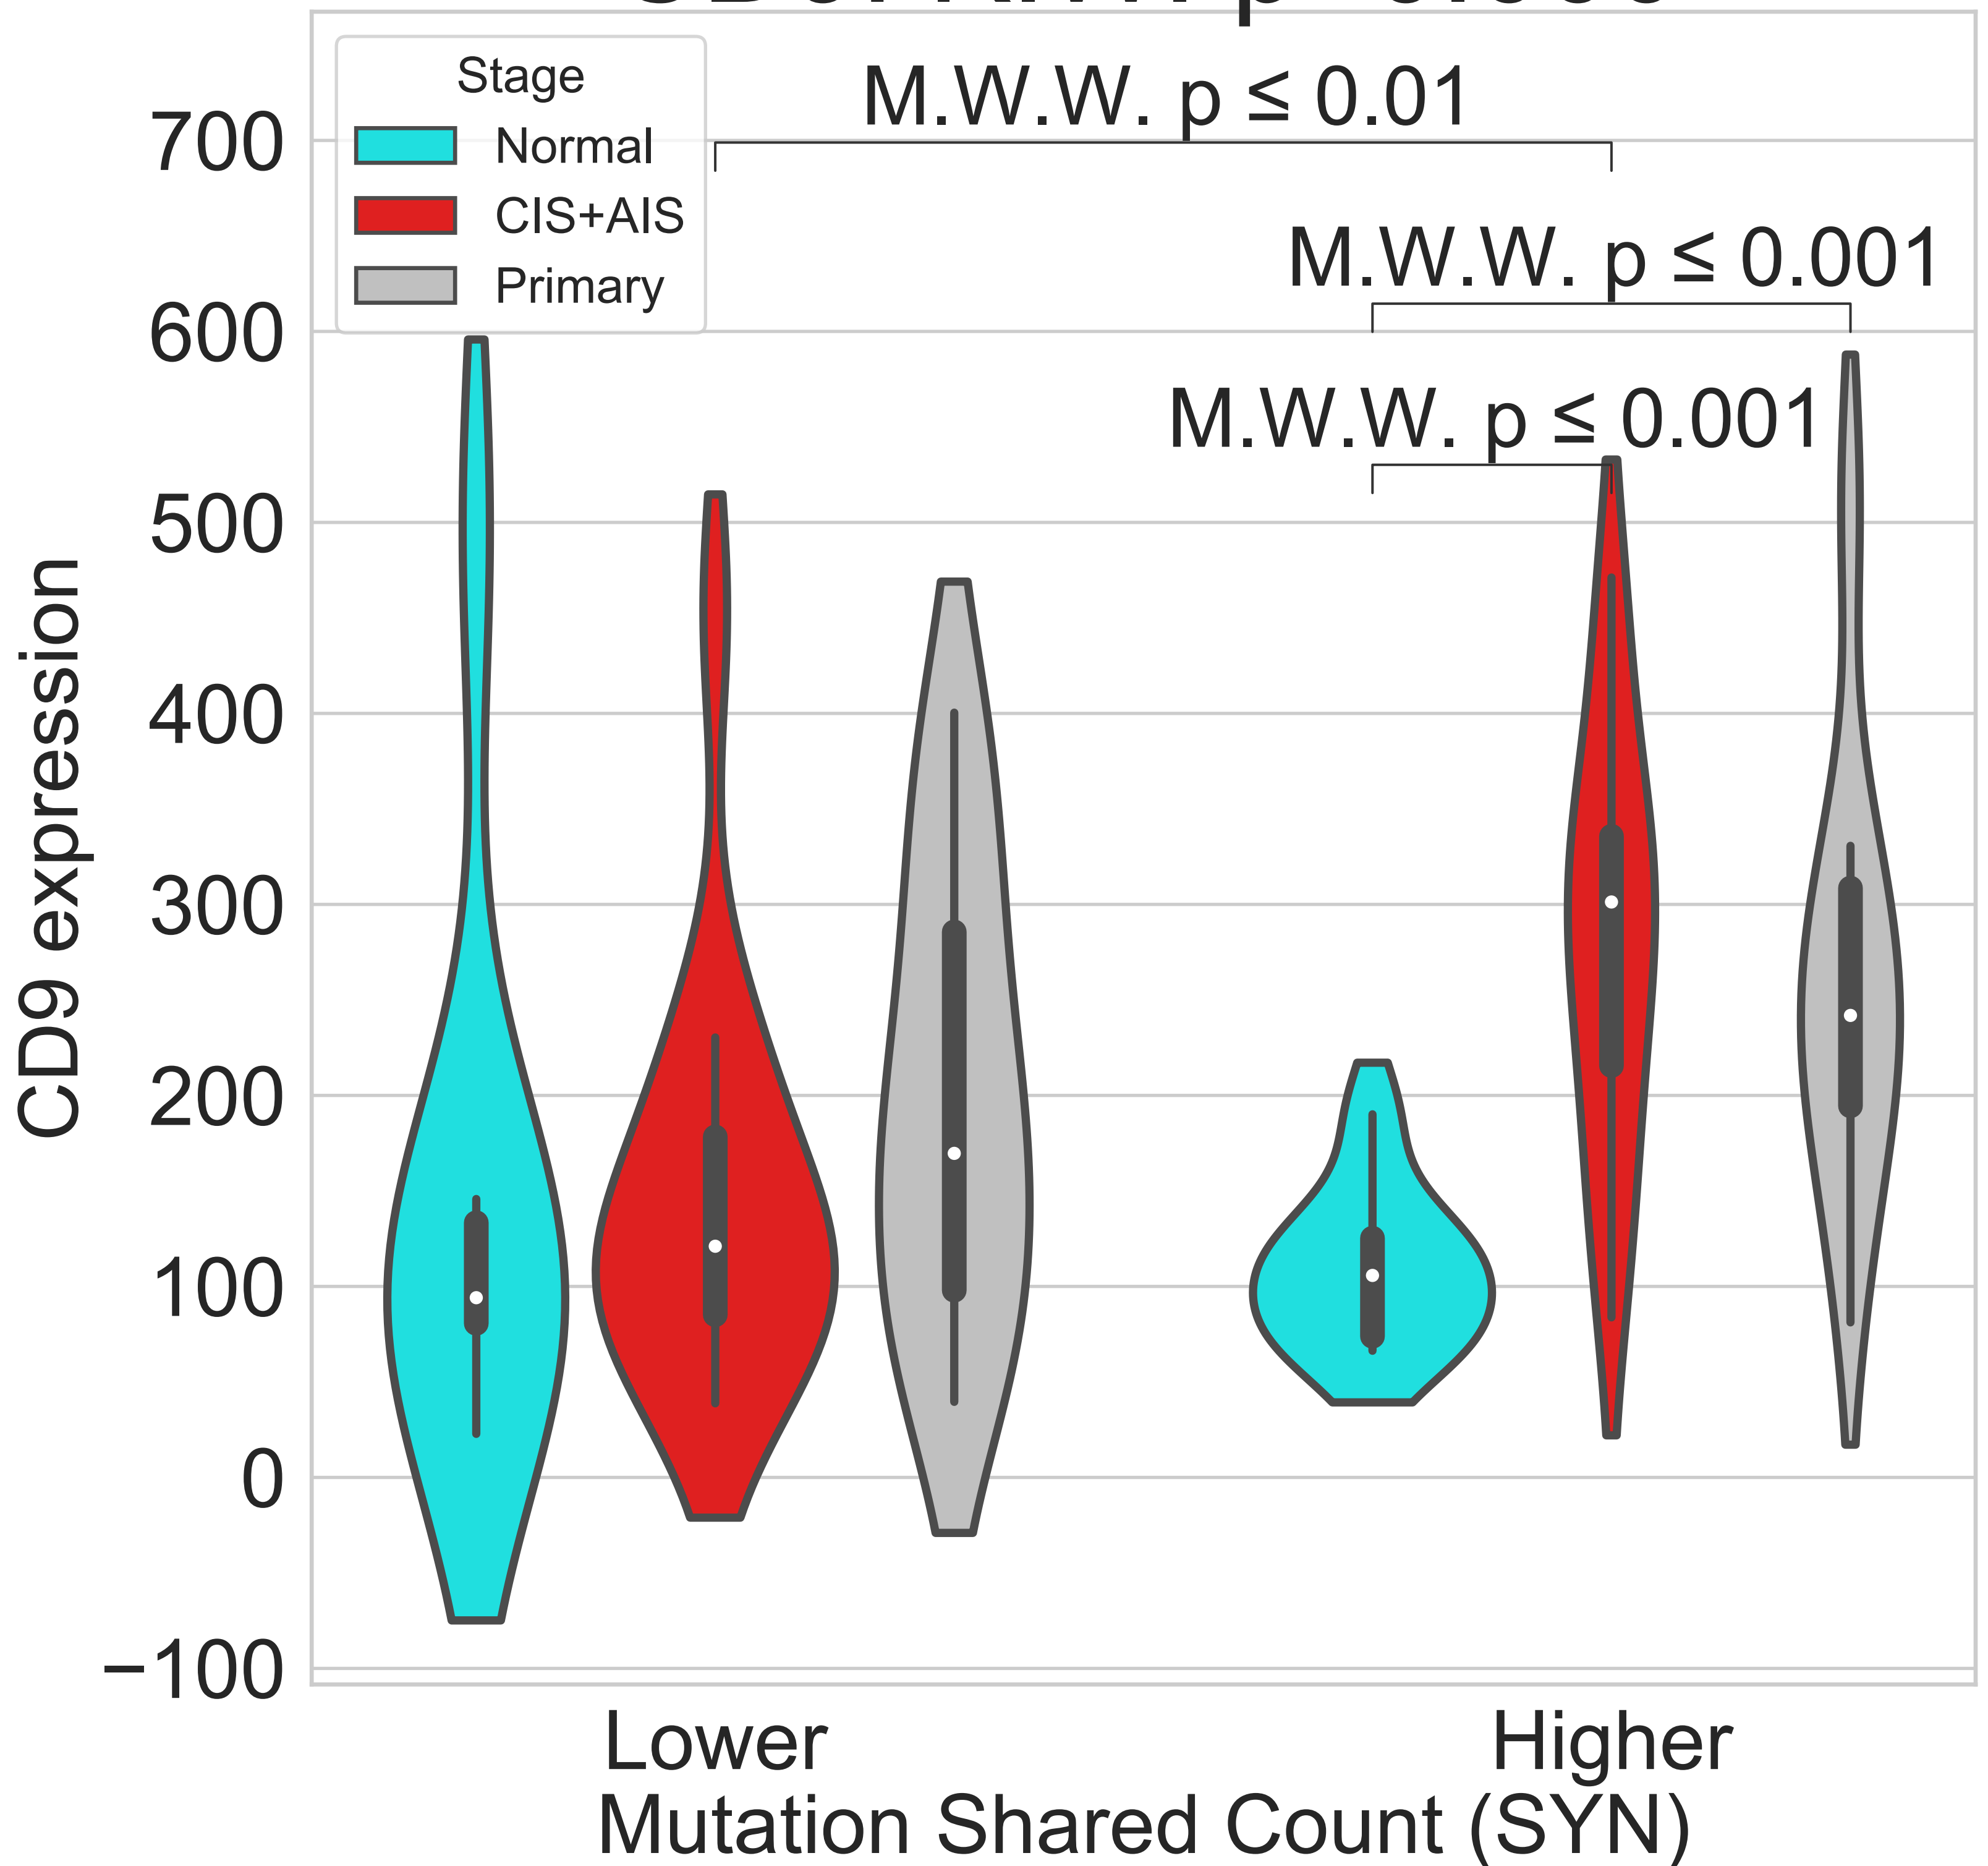 Stage
Normal
CIS+AIS
Primary
M.W.W. p ≤ 0.01
M.W.W. p ≤ 0.001
M.W.W. p ≤ 0.001
700
600
500
400
300
200
100
0
−100
CD9 expression
Lower
Higher
Mutation Shared Count (SYN)